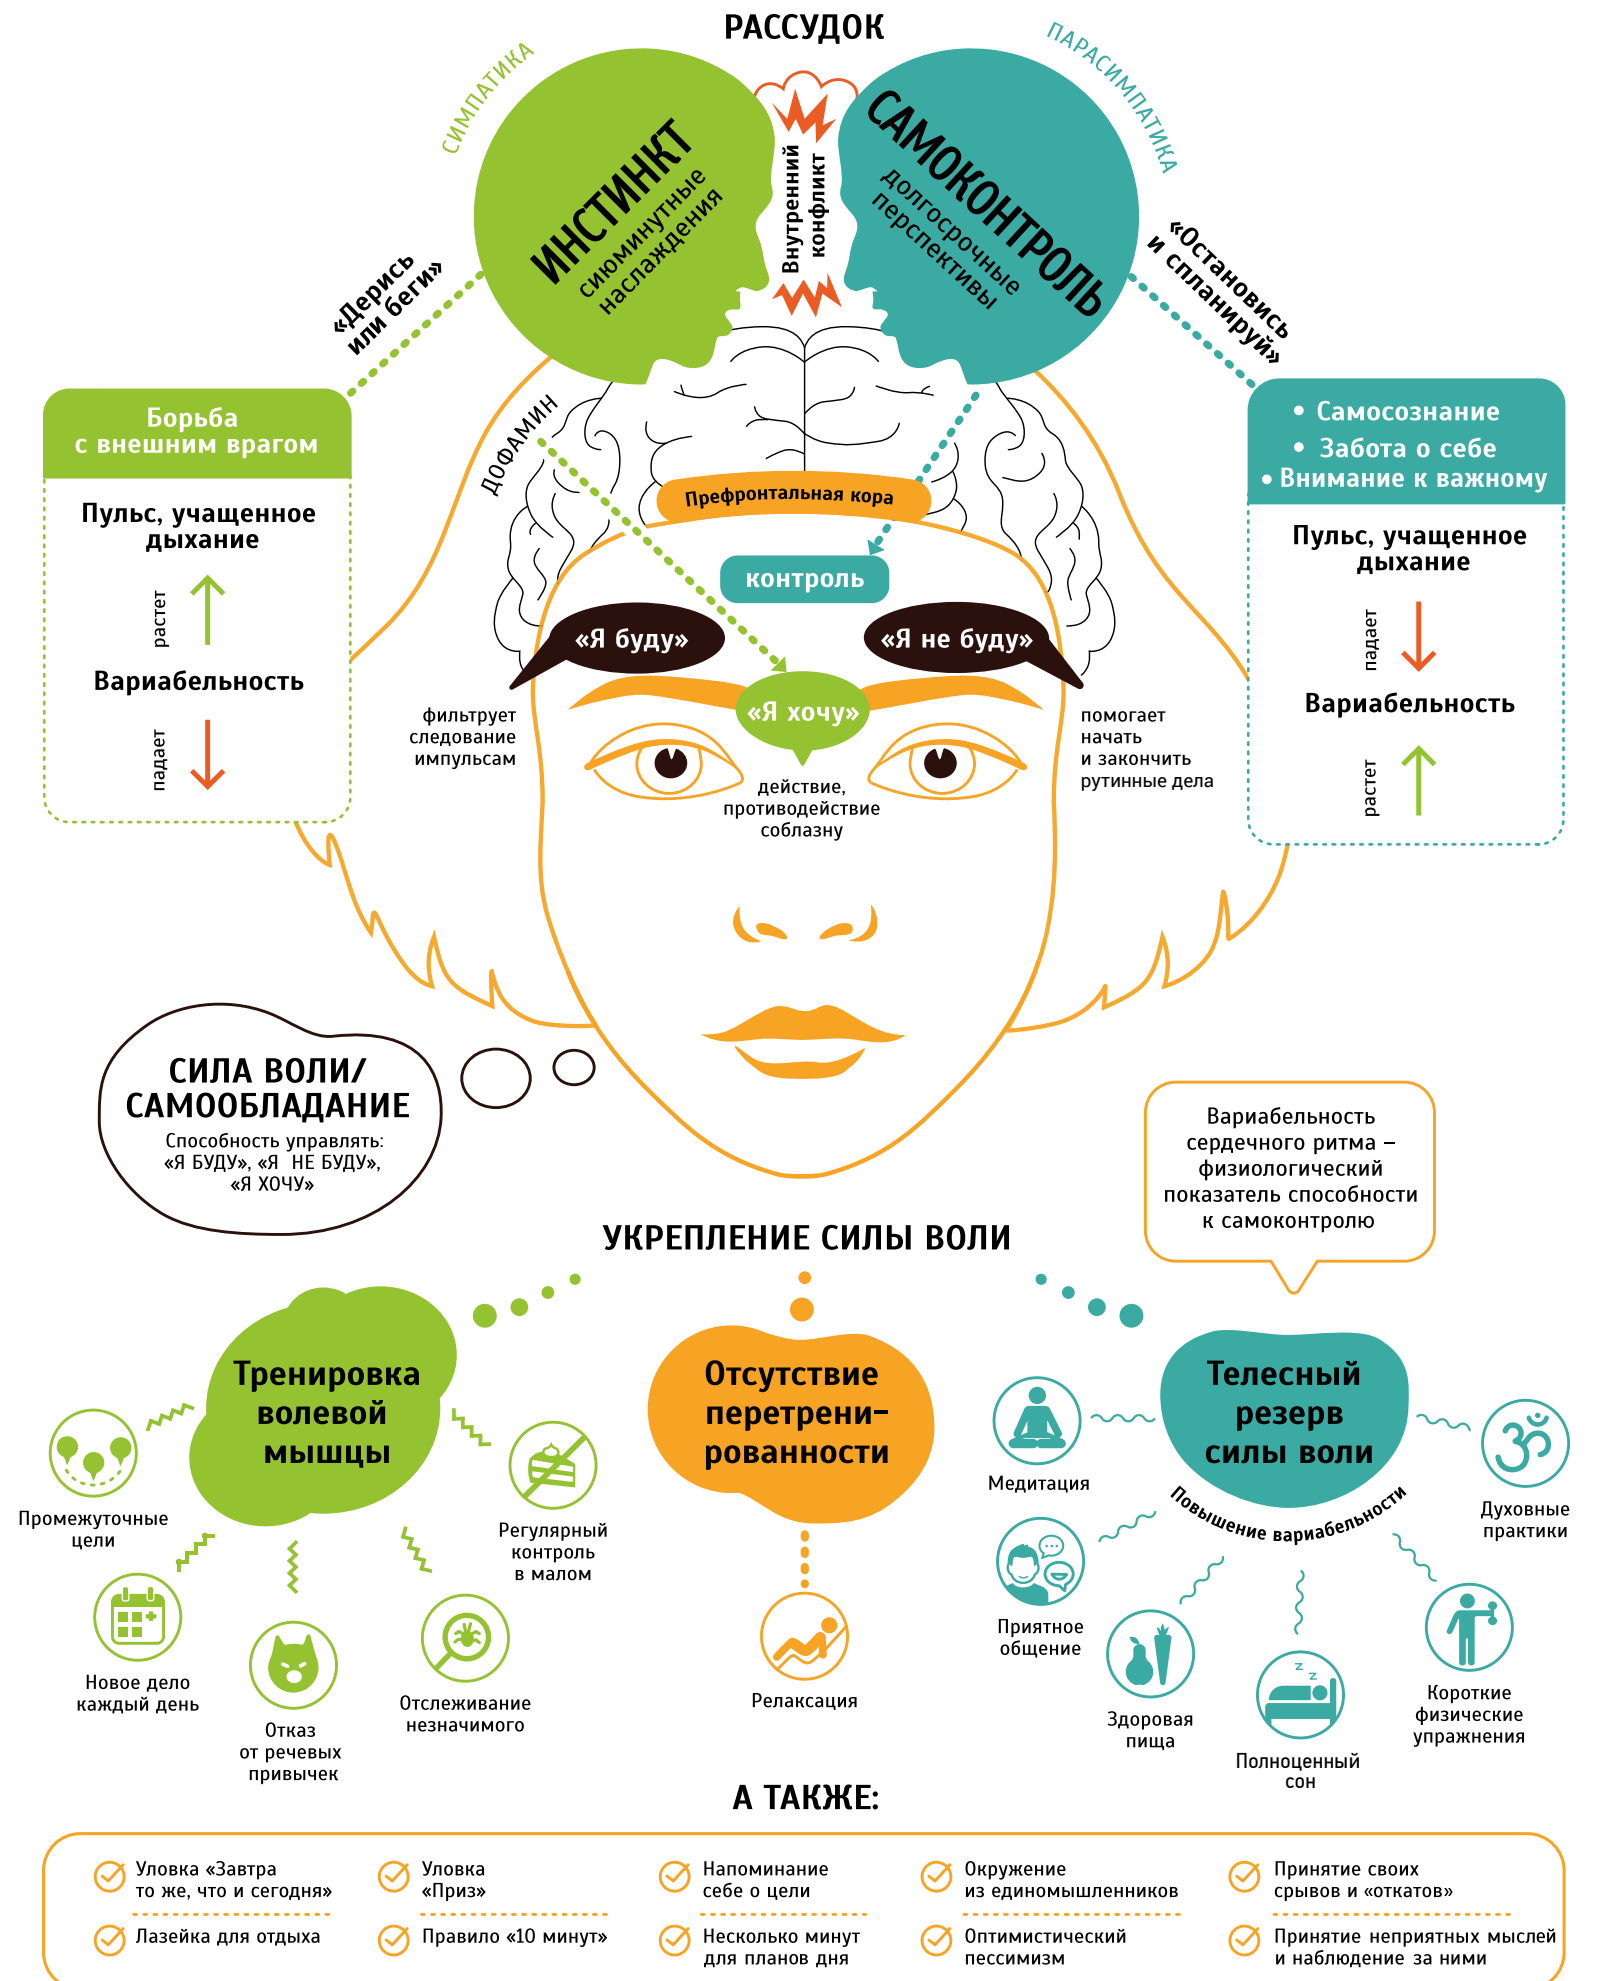 РАССУДОК
СИМПАТИКА
ПАРАСИМПАТИКА
ИНСТИНКТ
сиюминутные
наслаждения
Внутренний
конфликт
САМОКОНТРОЛЬ
долгосрочные
перспективы
«Дерись
или беги»
«Остановись
и спланируй»
Борьба
с внешним врагом
Пульс, учащенное
дыхание
растет
Вариабельность
падает
• Самосознание
• Забота о себе
• Внимание к важному
Пульс, учащенное
дыхание
падает
Вариабельность
растет
ДОФАМИН
Префронтальная кора
контроль
«Я буду»
«Я не буду»
«Я хочу»
фильтрует
следование
импульсам
действие,
противодействие
соблазну
помогает
начать
и закончить
рутинные дела
СИЛА ВОЛИ/
САМООБЛАДАНИЕ
Способность управлять:
«Я БУДУ», «Я НЕ БУДУ»,
«Я ХОЧУ»
Вариабельность
сердечного ритма –
физиологический
показатель способности
к самоконтролю
УКРЕПЛЕНИЕ СИЛЫ ВОЛИ
Тренировка
волевой
мышцы
Промежуточные
цели
Новое дело
каждый день
Отказ
от речевых
привычек
Отслеживание
незначимого
Регулярный
контроль
в малом
Отсутствие
перетрени–
рованности
Релаксация
Телесный
резерв
силы воли
Повышение вариабельности
Медитация
Приятное
общение
Здоровая
пища
z
z
Полноценный
сон
Короткие
физические
упражнения
ॐ
Духовные
практики
А ТАКЖЕ:
Уловка «Завтра
то же, что и сегодня»
Уловка
«Приз»
Напоминание
себе о цели
Окружение
из единомышленников
Принятие своих
срывов и «откатов»
Лазейка для отдыха
Правило «10 минут»
Несколько минут
для планов дня
Оптимистический
пессимизм
Принятие неприятных мыслей
и наблюдение за ними